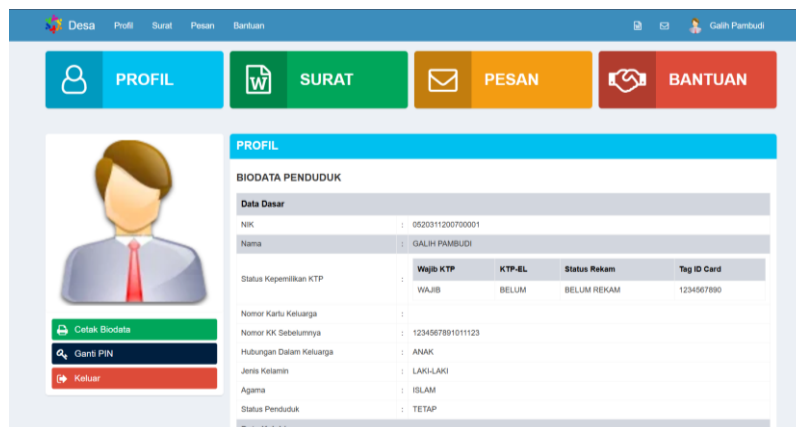 Desa Profil Surat Pesan Bantuan Galih Pambudi
PROFIL SURAT PESAN BANTUAN
PROFIL
BIODATA PENDUDUK
Data Dasar
NIK : 0520311200700001
Nama : GALIH PAMBUDI
Status Kepemilikan KTP :
Wajib KTP KTP-EL Status Rekam Tag ID Card
WAJIB BELUM BELUM REKAM 1234567890
Nomor Kartu Keluarga :
Nomor KK Sebelumnya : 1234567891011123
Hubungan Dalam Keluarga : ANAK
Jenis Kelamin : LAKI-LAKI
Agama : ISLAM
Status Penduduk : TETAP
Cetak Biodata
Ganti PIN
Keluar